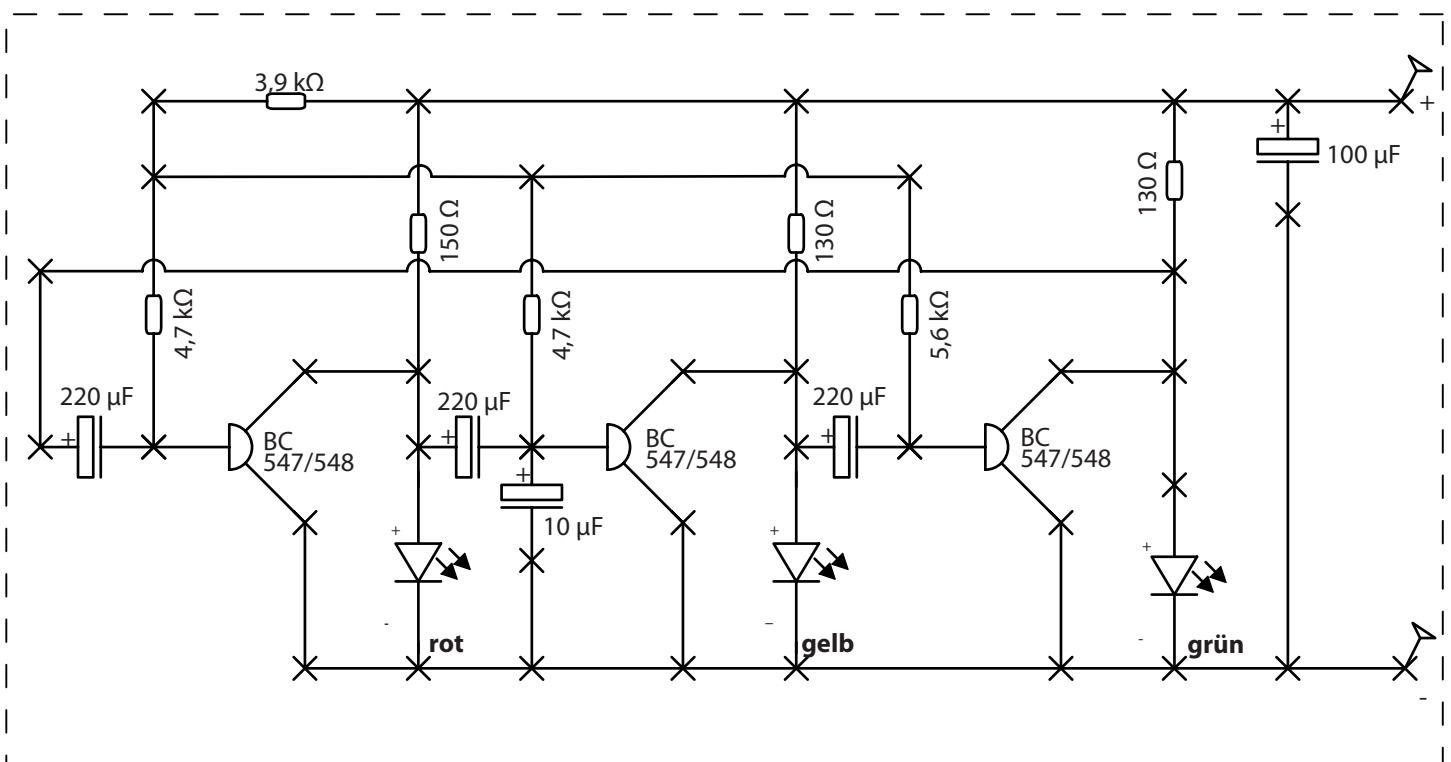 3,9 kΩ
+
+
100 µF
130 Ω
150 Ω
130 Ω
4,7 kΩ
4,7 kΩ
5,6 kΩ
220 µF
+
BC
547/548
220 µF
+
BC
547/548
220 µF
+
BC
547/548
+
10 µF
+
-
rot
+
–
gelb
+
-
grün
-